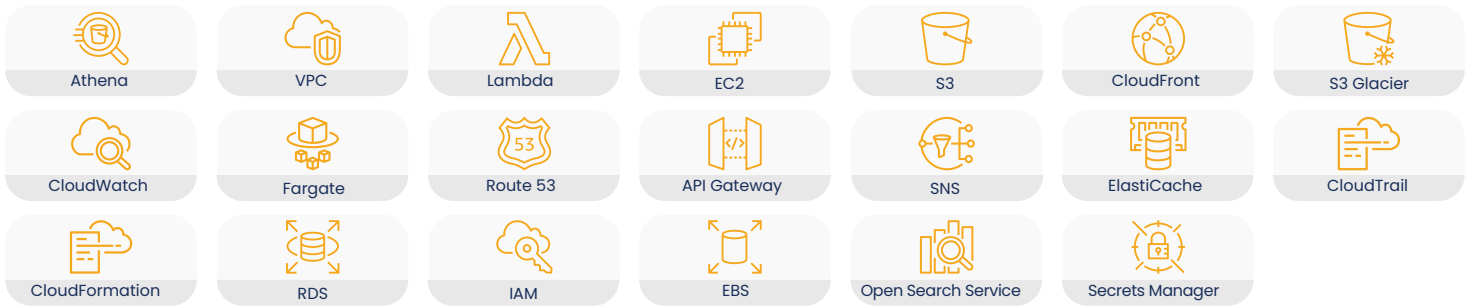 Athena
VPC
Lambda
EC2
S3
CloudFront
S3 Glacier
CloudWatch
Fargate
53
Route 53
</>
API Gateway
SNS
ElastiCache
CloudTrail
CloudFormation
RDS
IAM
EBS
Open Search Service
Secrets Manager